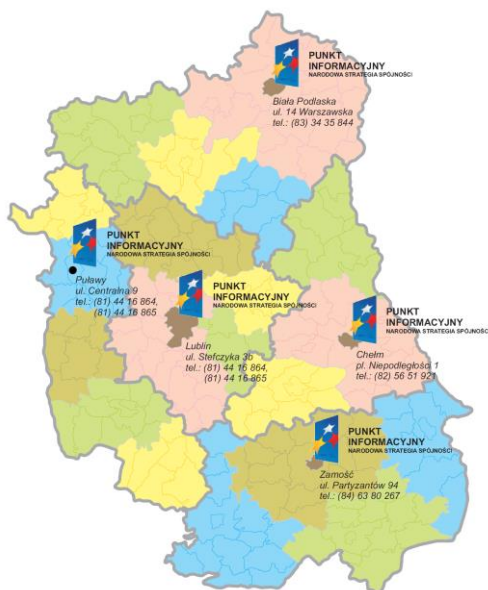 PUNKT
INFORMACYJNY
NARODOWA STRATEGIA SPÓJNOŚCI
Biała Podlaska
ul. 14 Warszawska
tel.: (83) 34 35 844
PUNKT
INFORMACYJNY
NARODOWA STRATEGIA SPÓJNOŚCI
Puławy
ul. Centralna 9
tel.: (81) 44 16 864,
(81) 44 16 865
PUNKT
INFORMACYJNY
NARODOWA STRATEGIA SPÓJNOŚCI
Lublin
ul. Stefczyka 3b
tel.: (81) 44 16 864,
(81) 44 16 865
PUNKT
INFORMACYJNY
NARODOWA STRATEGIA SPÓJNOŚCI
Chełm
pl. Niepodległości 1
tel.: (82) 56 51 921
PUNKT
INFORMACYJNY
NARODOWA STRATEGIA SPÓJNOŚCI
Zamość
ul. Partyzantów 94
tel.: (84) 63 80 267